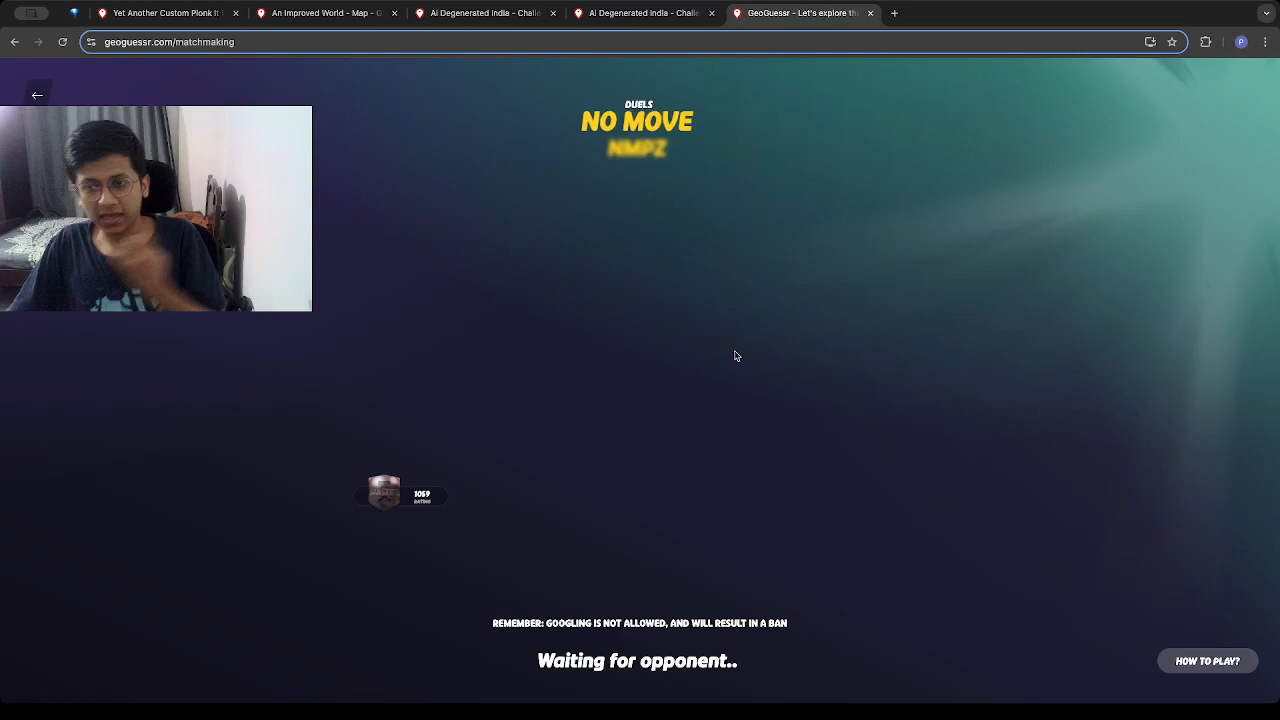 Yet Another Custom Plonk It
An Improved World - Map - G
Ai Degenerated India - Challe
Ai Degenerated India - Challe
GeoGuessr - Let's explore th
geoguessr.com/matchmaking
P
DUELS
NO MOVE
NMPZ
1059
RATING
REMEMBER: GOOGLING IS NOT ALLOWED, AND WILL RESULT IN A BAN
Waiting for opponent..
HOW TO PLAY?